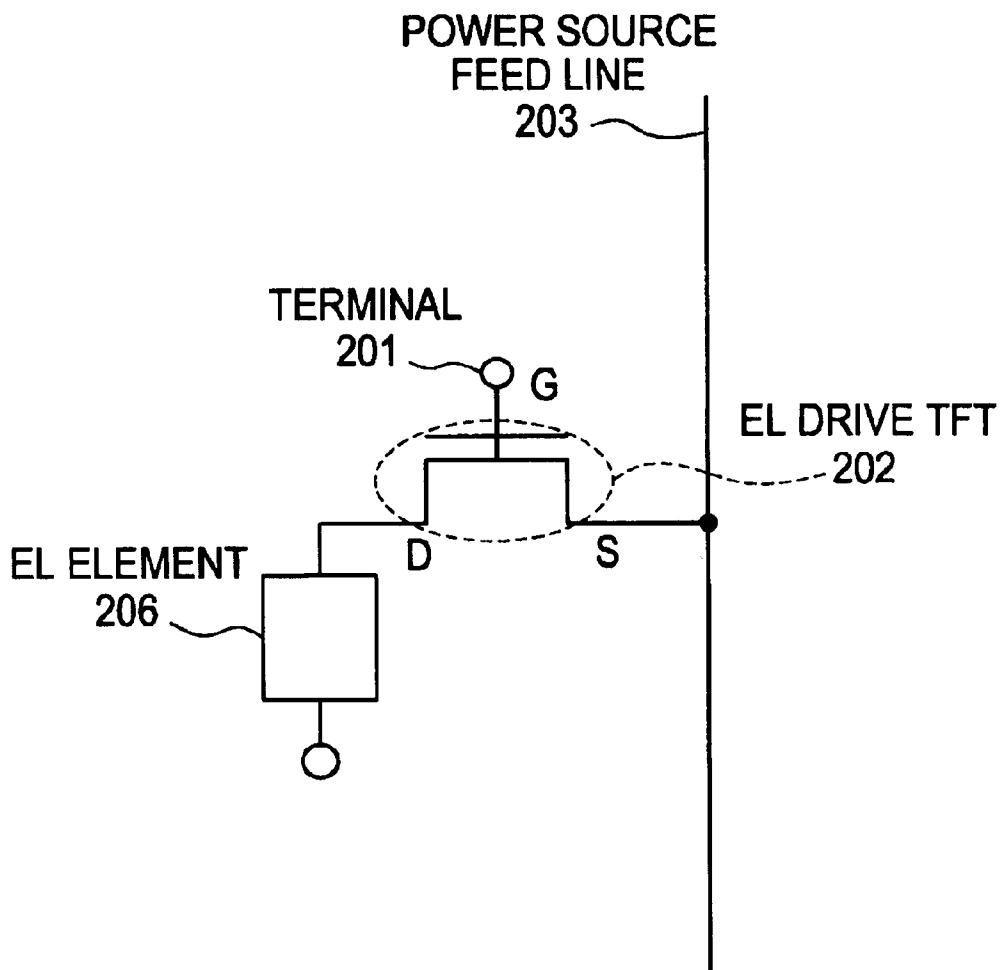 POWER SOURCE
FEED LINE
203
TERMINAL
201
G
EL DRIVE TFT
202
D
S
EL ELEMENT
206